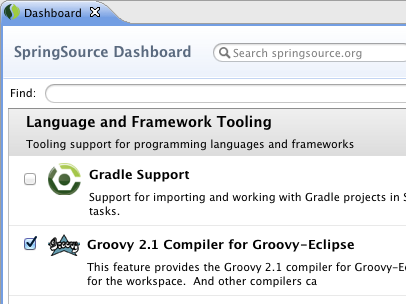 Dashboard
SpringSource Dashboard
Search springsource.org
Find:
Language and Framework Tooling
Tooling support for programming languages and frameworks
Gradle Support
Support for importing and working with Gradle projects in S
tasks.
Groovy
Groovy 2.1 Compiler for Groovy-Eclipse
This feature provides the Groovy 2.1 compiler for Groovy-E
for the workspace. And other compilers ca